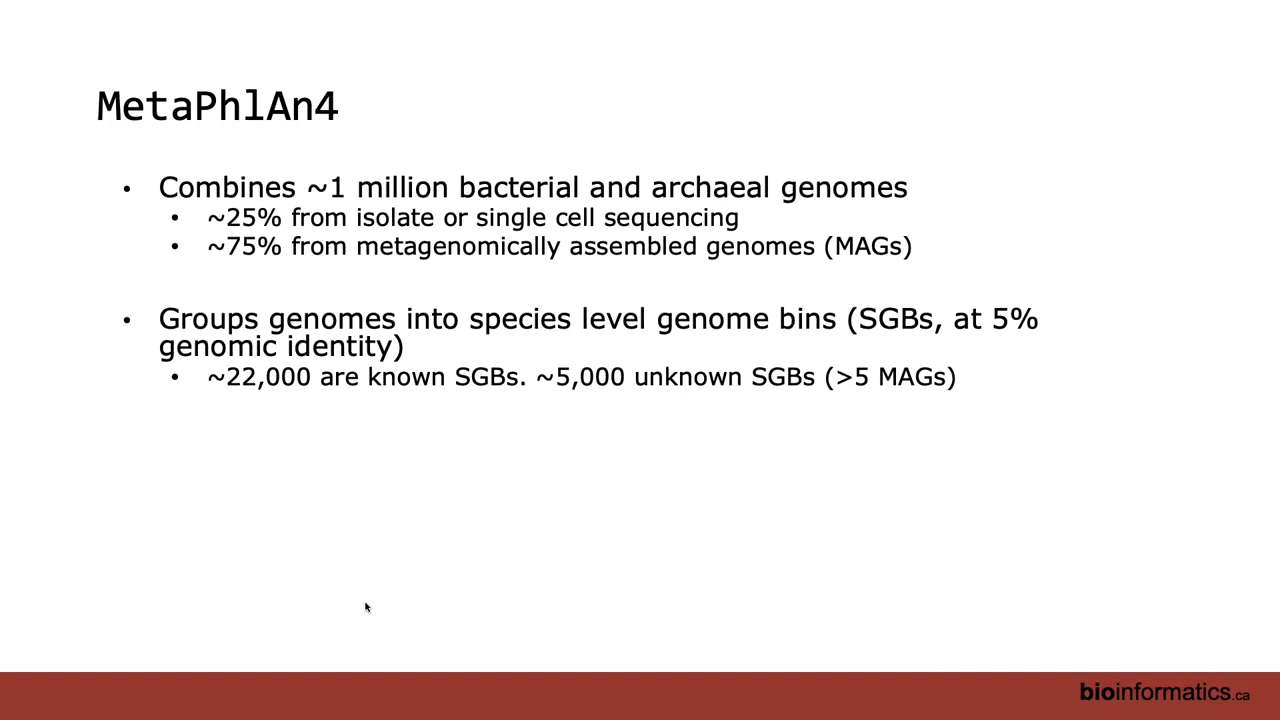 MetaPhlAn4
• Combines ~1 million bacterial and archaeal genomes
• ~25% from isolate or single cell sequencing
• ~75% from metagenomically assembled genomes (MAGs)
• Groups genomes into species level genome bins (SGBs, at 5%
genomic identity)
• ~22,000 are known SGBs. ~5,000 unknown SGBs (>5 MAGs)
bioinformatics.ca